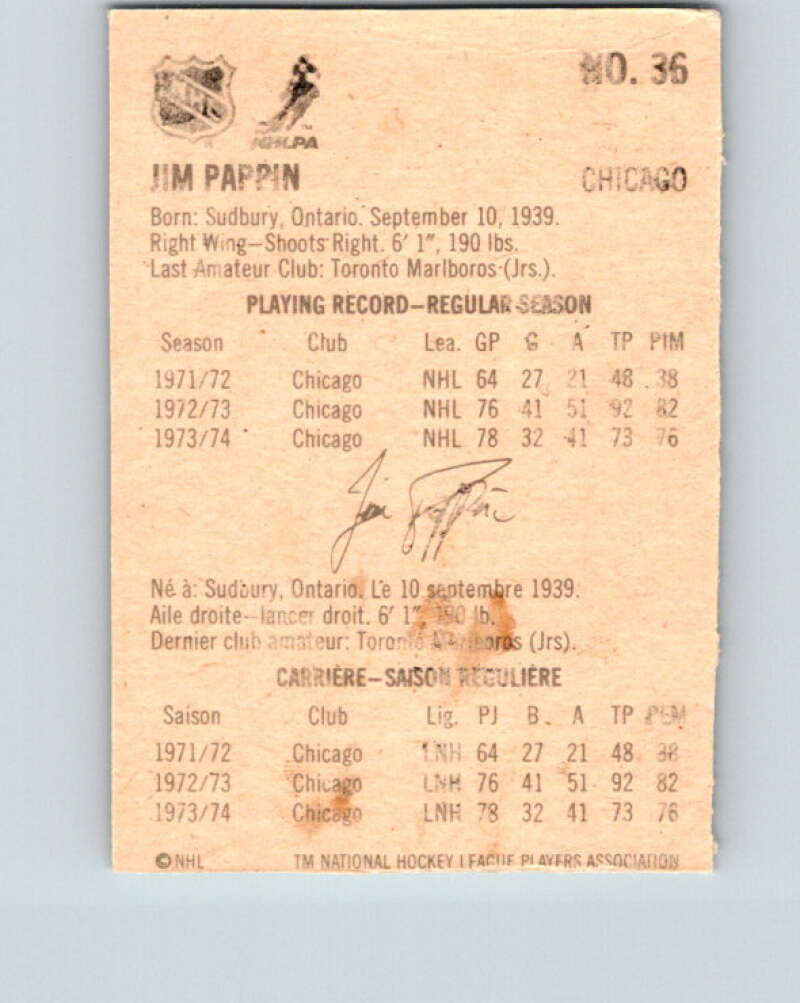 NHL
NHLPA
NO. 36
JIM PAPPIN CHICAGO
Born: Sudbury, Ontario. September 10, 1939.
Right Wing—Shoots Right. 6′ 1″, 190 lbs.
Last Amateur Club: Toronto Marlboros (Jrs.).
PLAYING RECORD—REGULAR SEASON
Season Club Lea. GP G A TP PIM
1971/72 Chicago NHL 64 27 21 48 38
1972/73 Chicago NHL 76 41 51 92 82
1973/74 Chicago NHL 78 32 41 73 76
Jim Pappin
Né à: Sudbury, Ontario. Le 10 septembre 1939.
Aile droite—lancer droit. 6′ 1″ 190 lb.
Dernier club amateur: Toronto Marlboros (Jrs).
CARRIÈRE—SAISON RÉGULIÈRE
Saison Club Lig. PJ B. A TP PEM
1971/72 Chicago LNH 64 27 21 48 38
1972/73 Chicago LNH 76 41 51 92 82
1973/74 Chicago LNH 78 32 41 73 76
©NHL TM NATIONAL HOCKEY LEAGUE PLAYERS ASSOCIATION